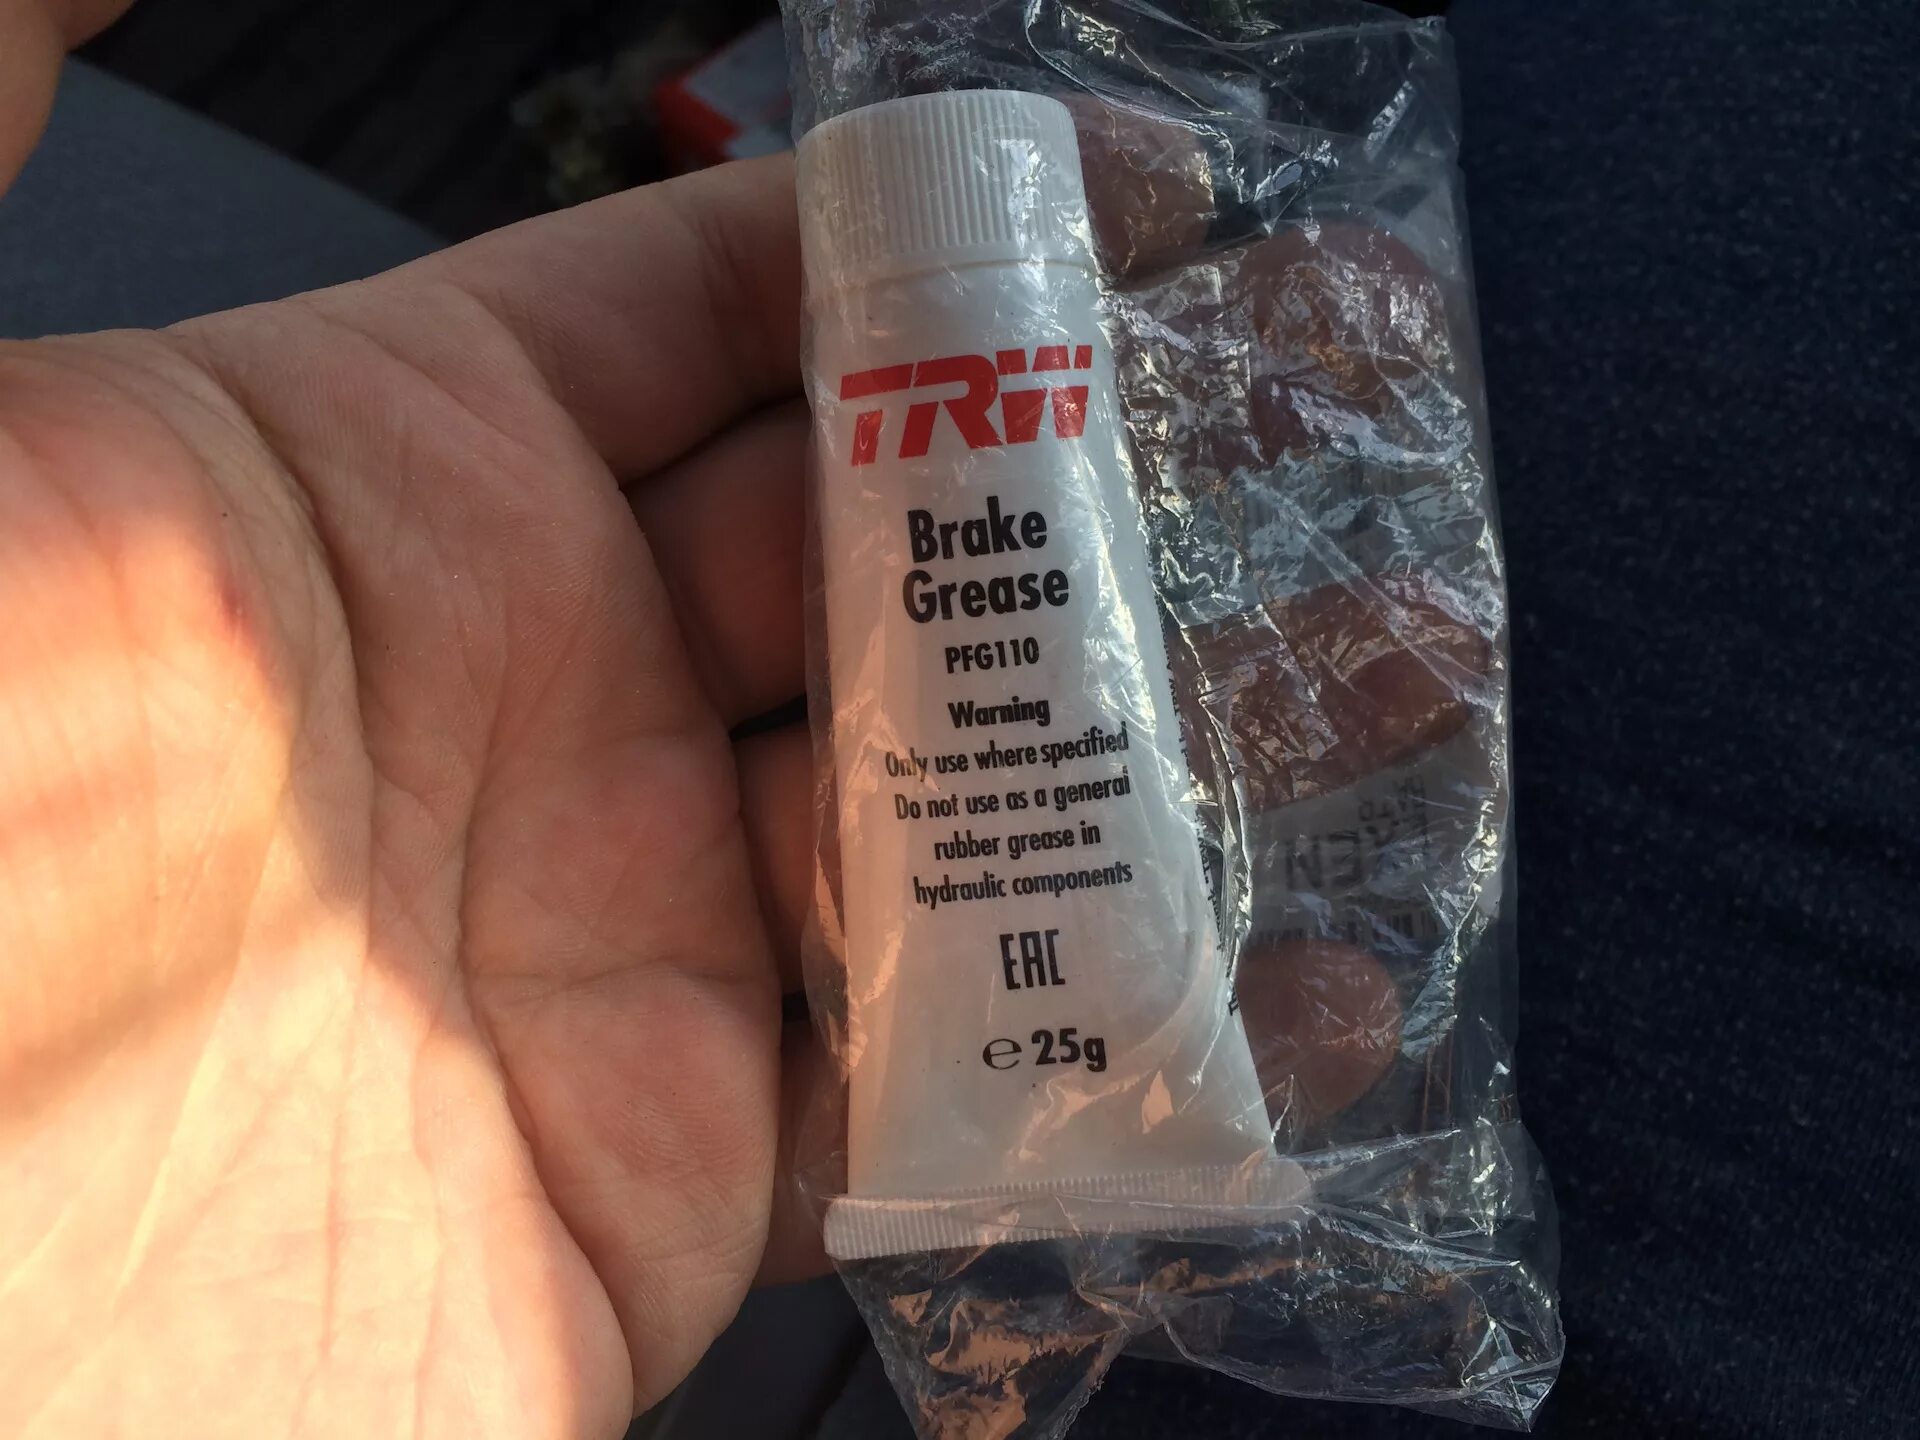 TRW
Brake
Grease
PFG110
Warning
Only use where specified
Do not use as a general
rubber grease in
hydraulic components
EAC
e 25g